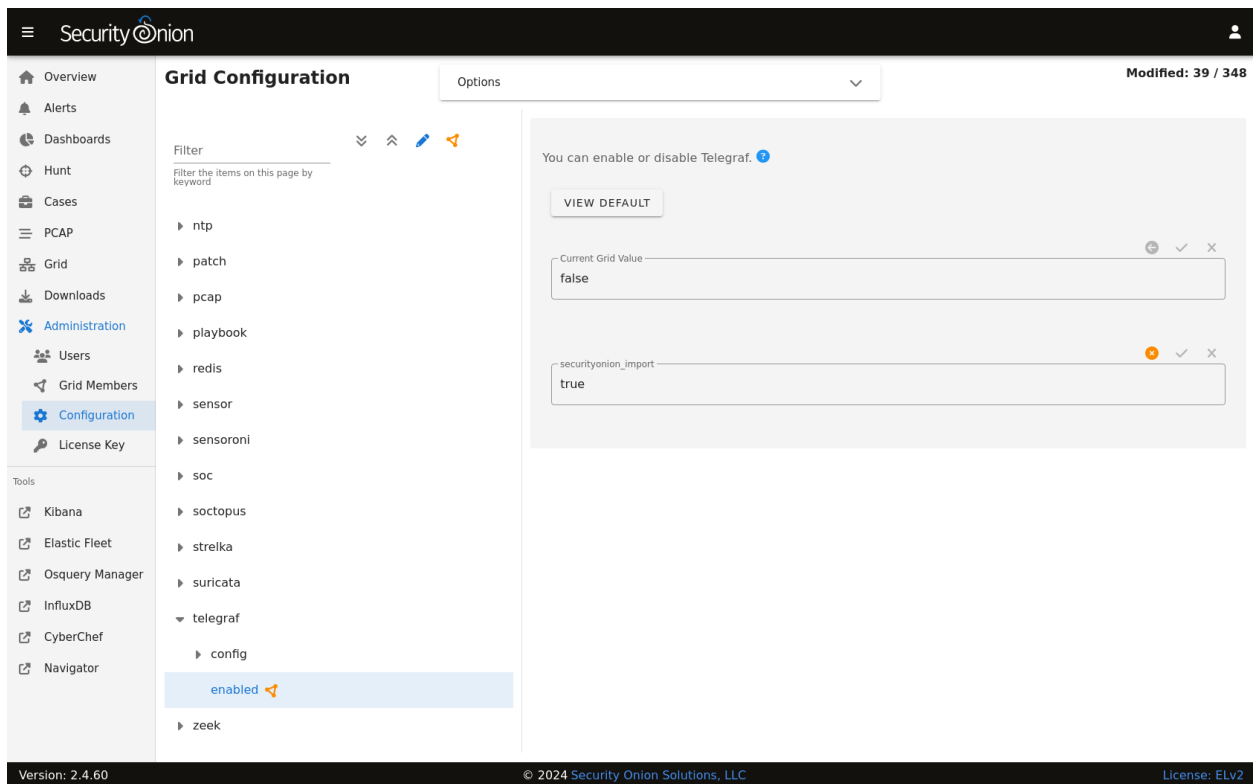 Security Onion
Overview
Alerts
Dashboards
Hunt
Cases
PCAP
Grid
Downloads
Administration
Users
Grid Members
Configuration
License Key
Tools
Kibana
Elastic Fleet
Osquery Manager
InfluxDB
CyberChef
Navigator
Grid Configuration
Options
Modified: 39 / 348
Filter
Filter the items on this page by
keyword
ntp
patch
pcap
playbook
redis
sensor
sensoroni
soc
soctopus
strelka
suricata
telegraf
config
enabled
zeek
You can enable or disable Telegraf. ?
VIEW DEFAULT
Current Grid Value
false
securityonion_import
true
Version: 2.4.60
© 2024 Security Onion Solutions, LLC
License: ELv2